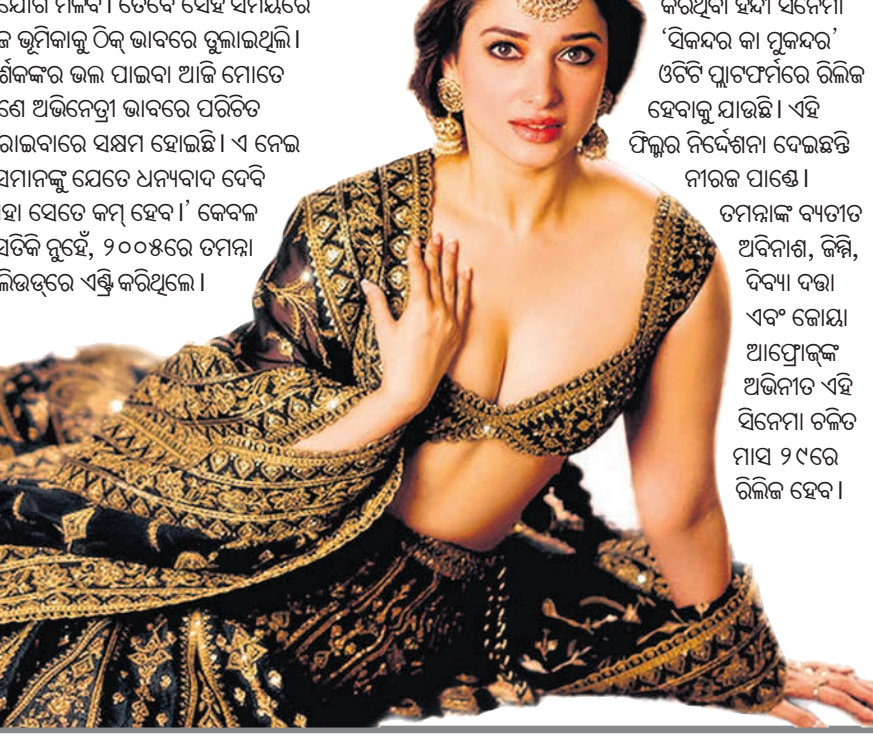 ଯୋଗ ମିଳିବ। ତେବେ ସେହି ସମୟରେ
ଜ ଭୂମିକାକୁ ଠିକ୍ ଭାବରେ ତୁଲାଇଥିଲି।
ର୍ଶକଙ୍କର ଭଲ ପାଇବା ଆଜି ମୋତେ
ଣେ ଅଭିନେତ୍ରୀ ଭାବରେ ପରିଚିତ
ରାଇବାରେ ସକ୍ଷମ ହୋଇଛି। ଏ ନେଇ
ସମାନଙ୍କୁ ଯେତେ ଧନ୍ୟବାଦ ଦେବି
ହା ସେତେ କମ୍ ହେବ।’ କେବଳ
ସତିକି ନୁହେଁ, ୨୦୦୫ରେ ତମନ୍ନା
ଲିଉଡ୍‌ରେ ଏଣ୍ଟ୍ରି କରିଥିଲେ।
କରିଥିବା ହିନ୍ଦୀ ସିନେମା
‘ସିକନ୍ଦର କା ମୁକନ୍ଦର’
ଓଟିଟି ପ୍ଲାଟଫର୍ମରେ ରିଲିଜ
ହେବାକୁ ଯାଉଛି। ଏହି
ଫିଲ୍ମର ନିର୍ଦ୍ଦେଶନା ଦେଇଛନ୍ତି
ନୀରଜ ପାଣ୍ଡେ।
ତମନ୍ନାଙ୍କ ବ୍ୟତୀତ
ଅବିନାଶ, ଜିମ୍ମି,
ଦିବ୍ୟା ଦତ୍ତା
ଏବଂ ଜୋୟା
ଆଫ୍ରୋଜ୍‌ଙ୍କ
ଅଭିନୀତ ଏହି
ସିନେମା ଚଳିତ
ମାସ ୨୯ରେ
ରିଲିଜ ହେବ।